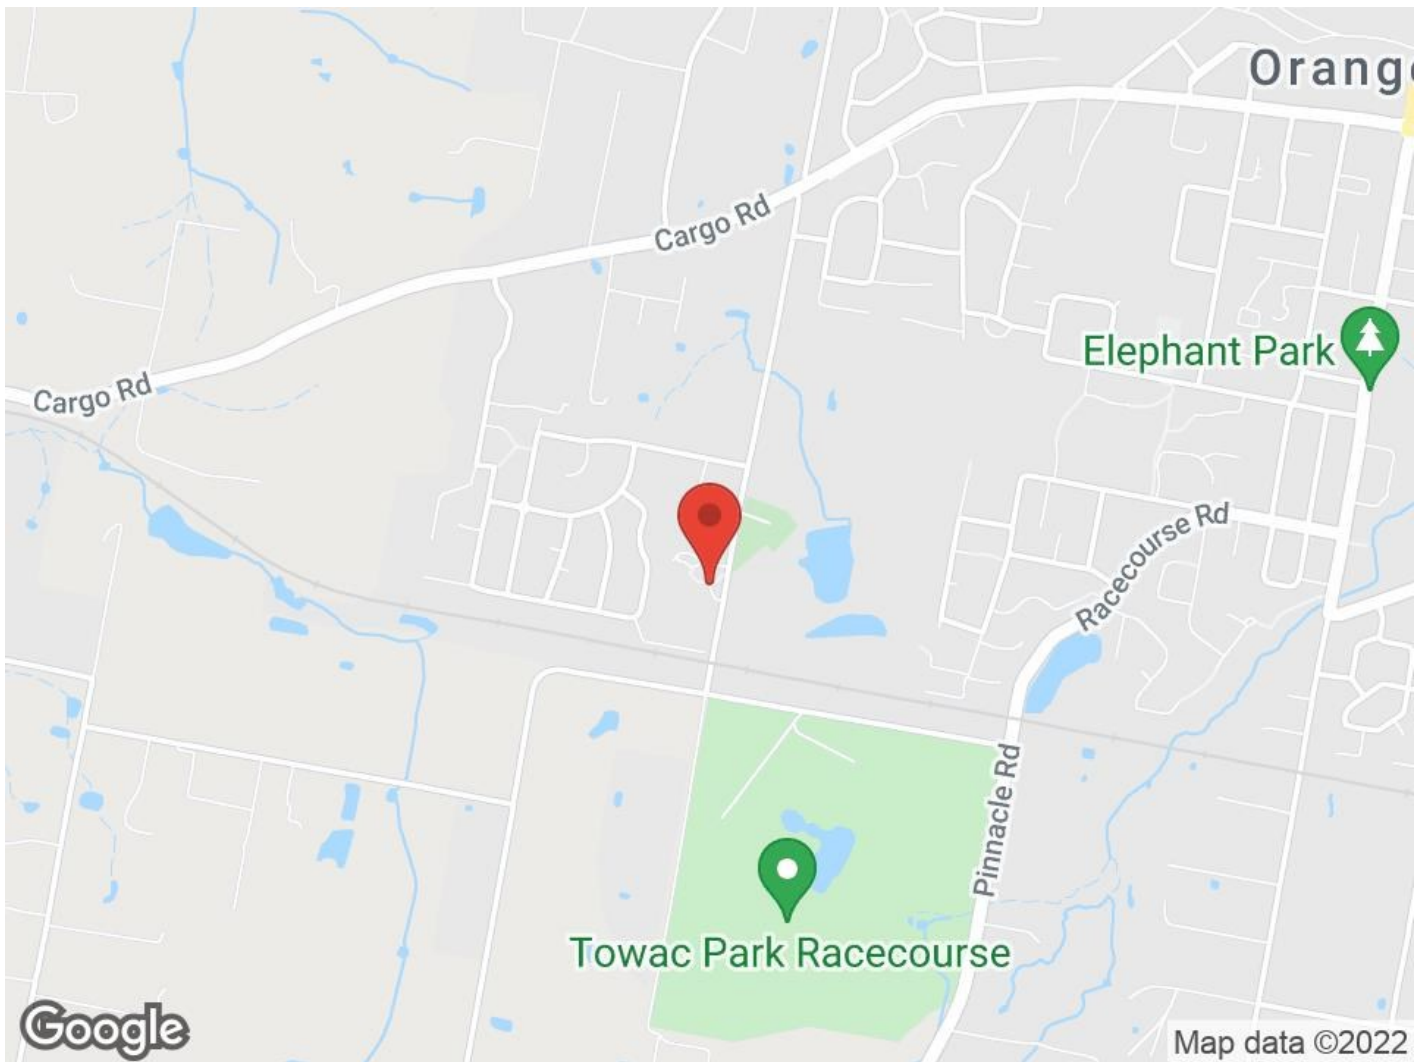 Orang
Cargo Rd
Elephant Park
Cargo Rd
Racecourse Rd
Pinnacle Rd
Towac Park Racecourse
Google
Map data ©2022